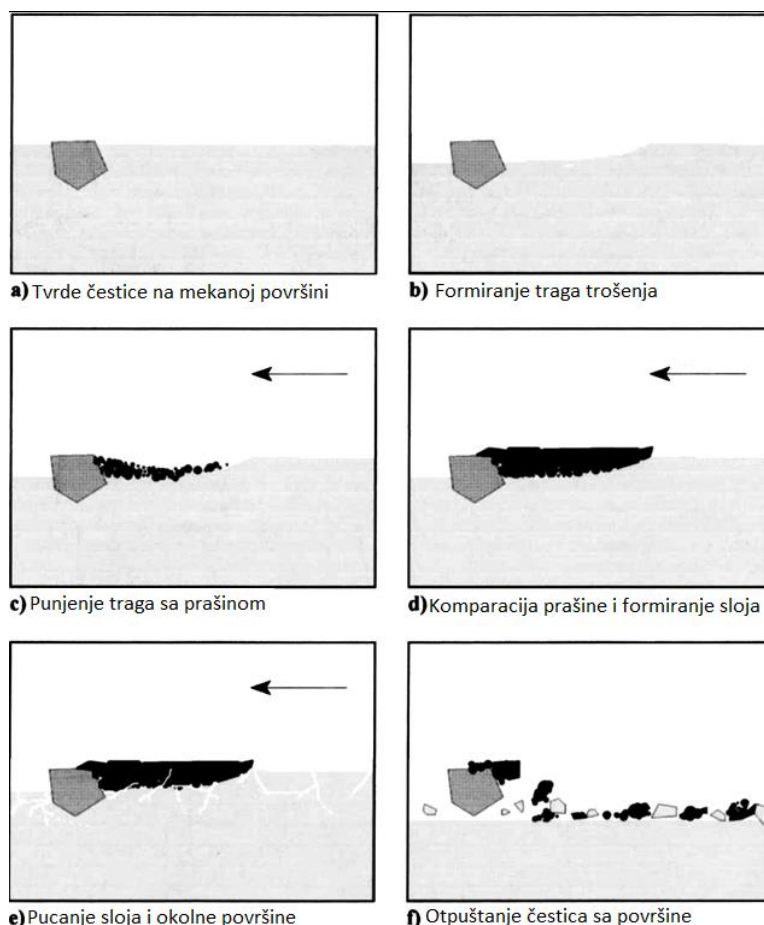 a) Tvrde čestice na mekanoj površini
b) Formiranje traga trošenja
c) Punjenje traga sa prašinom
d) Komparacija prašine i formiranje sloja
e) Pucanje sloja i okolne površine
f) Otpuštanje čestica sa površine